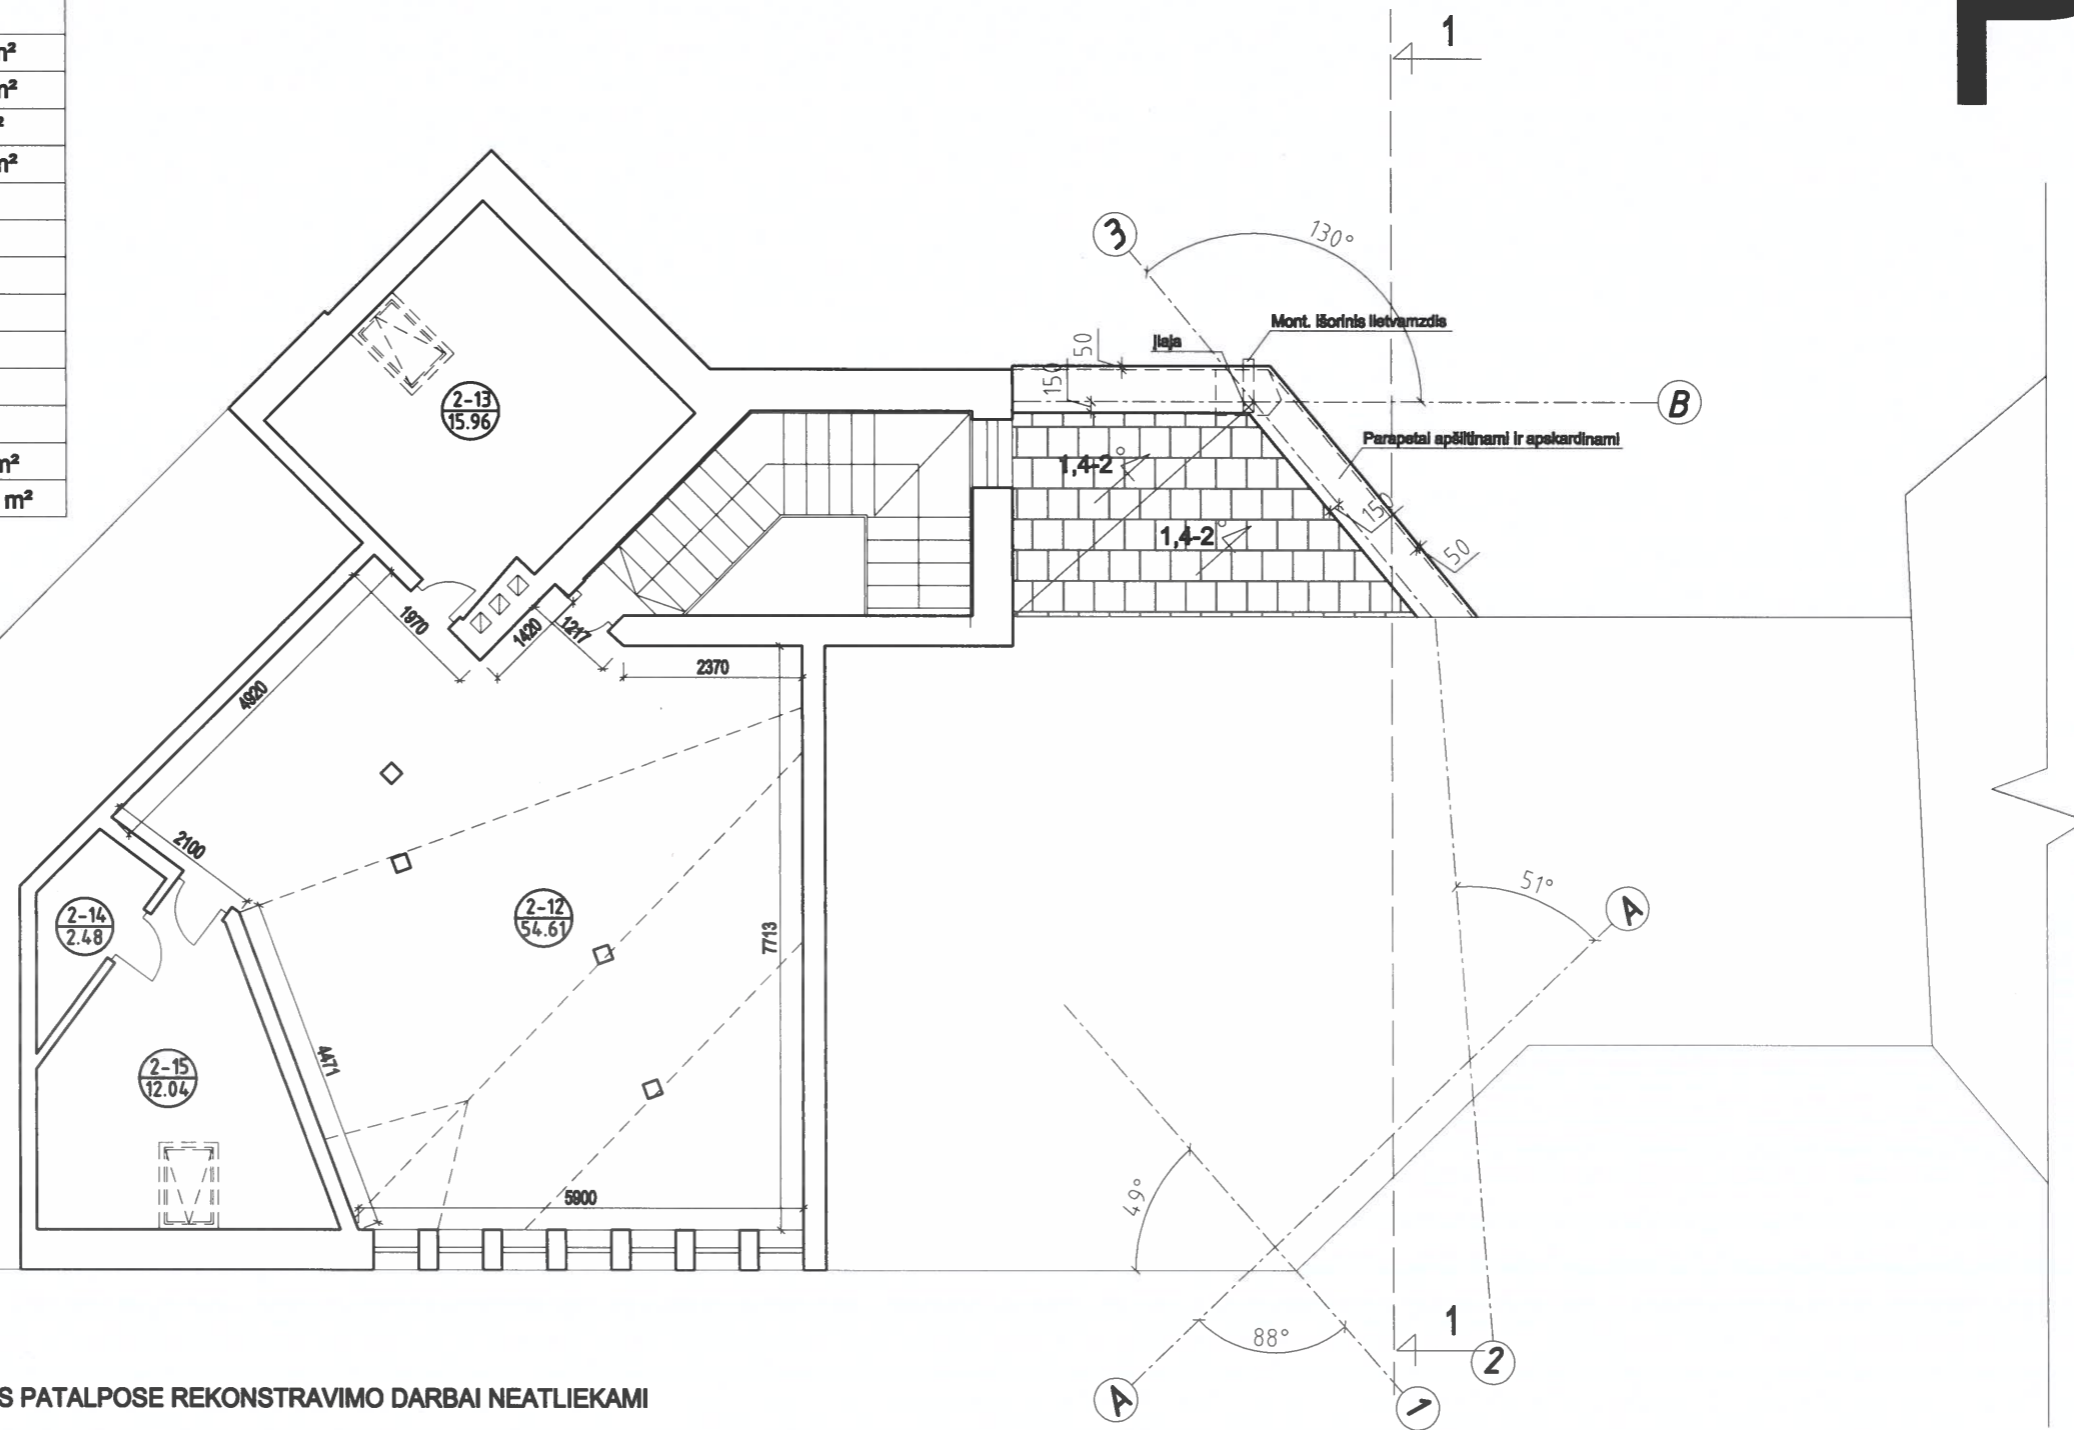 m²
m²
²
m²
m²
m²
1
3
130°
Mont. išorinis lietvamzdis
Įlaja
50
150
B
Parapetai apšiltinami ir apskardinami
2-13
15.96
1,4-2°
150
1,4-2°
50
1970
1420
1217
2370
4920
2100
51°
A
2-14
2.48
2-12
54.61
7713
4471
2-15
12.04
49°
5900
1
88°
2
A
1
S PATALPOSE REKONSTRAVIMO DARBAI NEATLIEKAMI